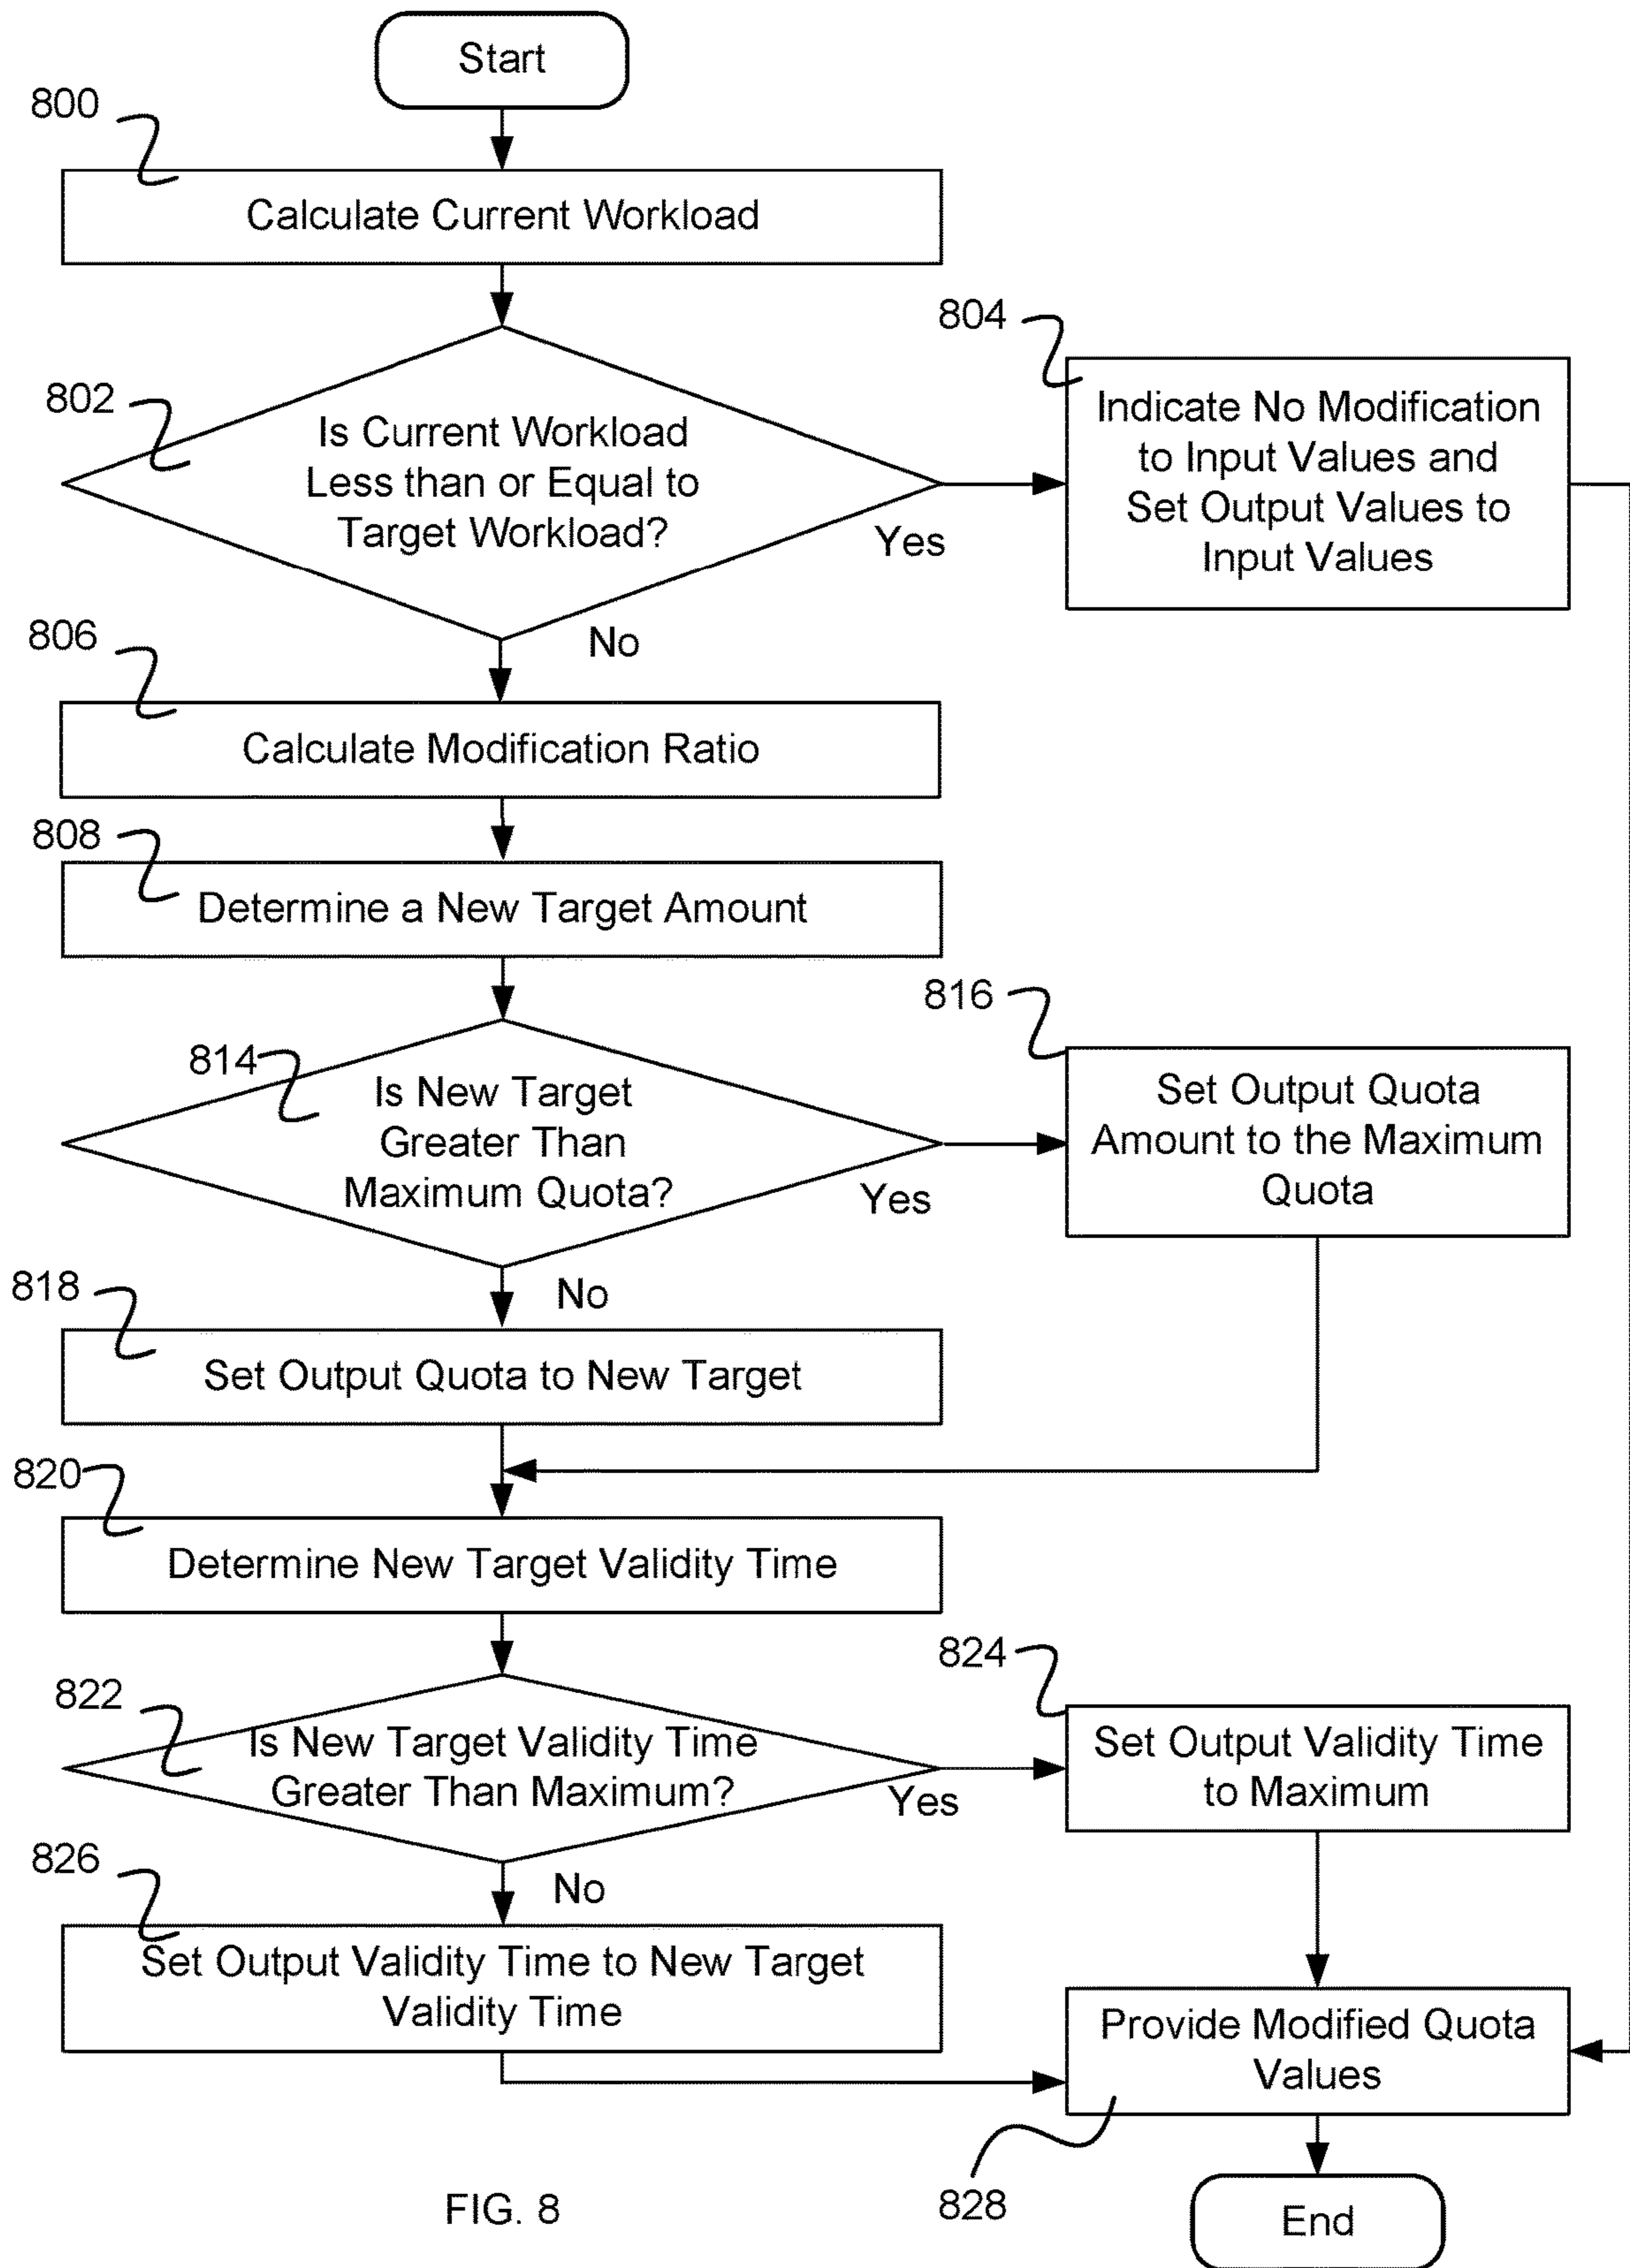 Start
800
Calculate Current Workload
804
802
Is Current Workload
Less than or Equal to
Target Workload?
Yes
Indicate No Modification
to Input Values and
Set Output Values to
Input Values
No
806
Calculate Modification Ratio
808
Determine a New Target Amount
816
814
Is New Target
Greater Than
Maximum Quota?
Yes
Set Output Quota
Amount to the Maximum
Quota
No
818
Set Output Quota to New Target
820
Determine New Target Validity Time
824
822
Is New Target Validity Time
Greater Than Maximum?
Yes
Set Output Validity Time
to Maximum
No
826
Set Output Validity Time to New Target
Validity Time
Provide Modified Quota
Values
828
End
FIG. 8